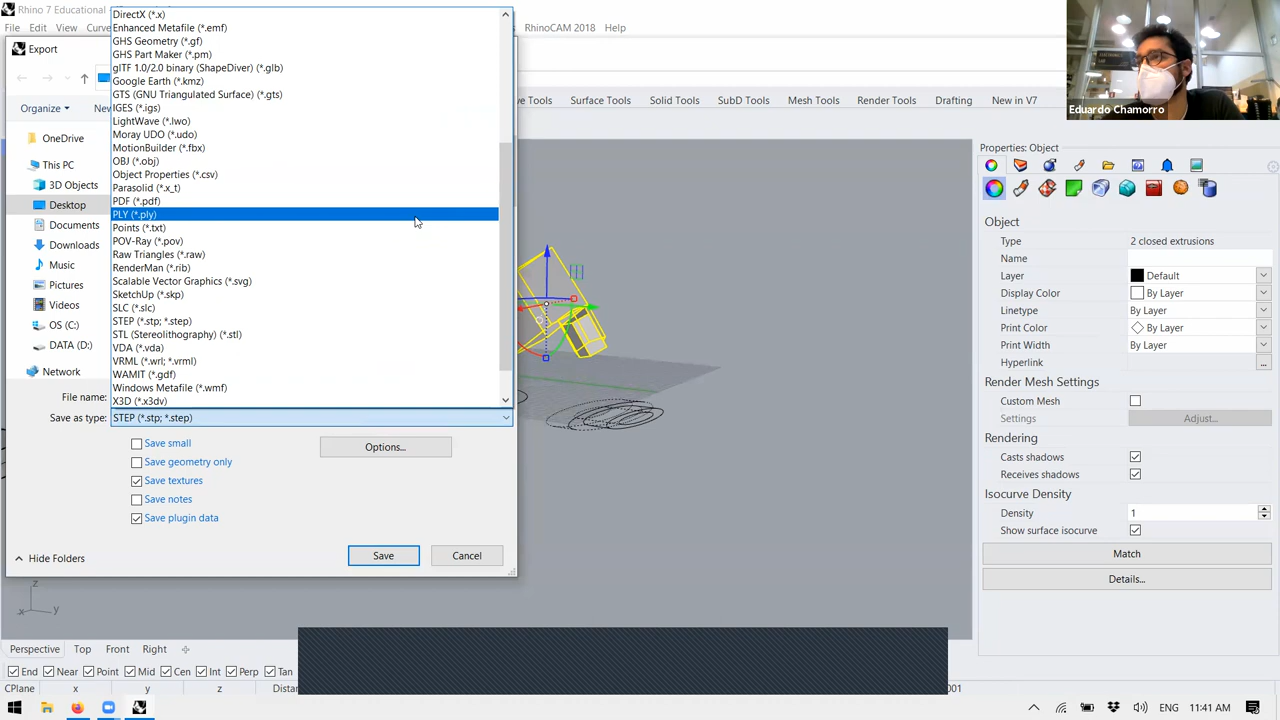 Rhino 7 Educational
File Edit View Curv RhinoCAM 2018 Help
Export
Organize Nev
OneDrive
This PC
3D Objects
Desktop
Documents
Downloads
Music
Pictures
Videos
OS (C:)
DATA (D:)
Network
DirectX (*.x)
Enhanced Metafile (*.emf)
GHS Geometry (*.gf)
GHS Part Maker (*.pm)
glTF 1.0/2.0 binary (ShapeDiver) (*.glb)
Google Earth (*.kmz)
GTS (GNU Triangulated Surface) (*.gts)
IGES (*.igs)
LightWave (*.lwo)
Moray UDO (*.udo)
MotionBuilder (*.fbx)
OBJ (*.obj)
Object Properties (*.csv)
Parasolid (*.x_t)
PDF (*.pdf)
PLY (*.ply)
Points (*.txt)
POV-Ray (*.pov)
Raw Triangles (*.raw)
RenderMan (*.rib)
Scalable Vector Graphics (*.svg)
SketchUp (*.skp)
SLC (*.slc)
STEP (*.stp; *.step)
STL (Stereolithography) (*.stl)
VDA (*.vda)
VRML (*.wrl; *.vrml)
WAMIT (*.gdf)
Windows Metafile (*.wmf)
X3D (*.x3dv)
File name:
Save as type: STEP (*.stp; *.step)
Save small
Save geometry only
Save textures
Save notes
Save plugin data
Options...
Hide Folders
Save Cancel
ve Tools Surface Tools Solid Tools SubD Tools Mesh Tools Render Tools Drafting New in V7
Eduardo Chamorro
Properties: Object
Object
Type 2 closed extrusions
Name
Layer Default
Display Color By Layer
Linetype By Layer
Print Color By Layer
Print Width By Layer
Hyperlink ...
Render Mesh Settings
Custom Mesh
Settings Adjust...
Rendering
Casts shadows
Receives shadows
Isocurve Density
Density 1
Show surface isocurve
Match
Details...
z
x y
Perspective Top Front Right
End Near Point Mid Cen Int Perp Tan
CPlane x y z Distar 001
ENG 11:41 AM